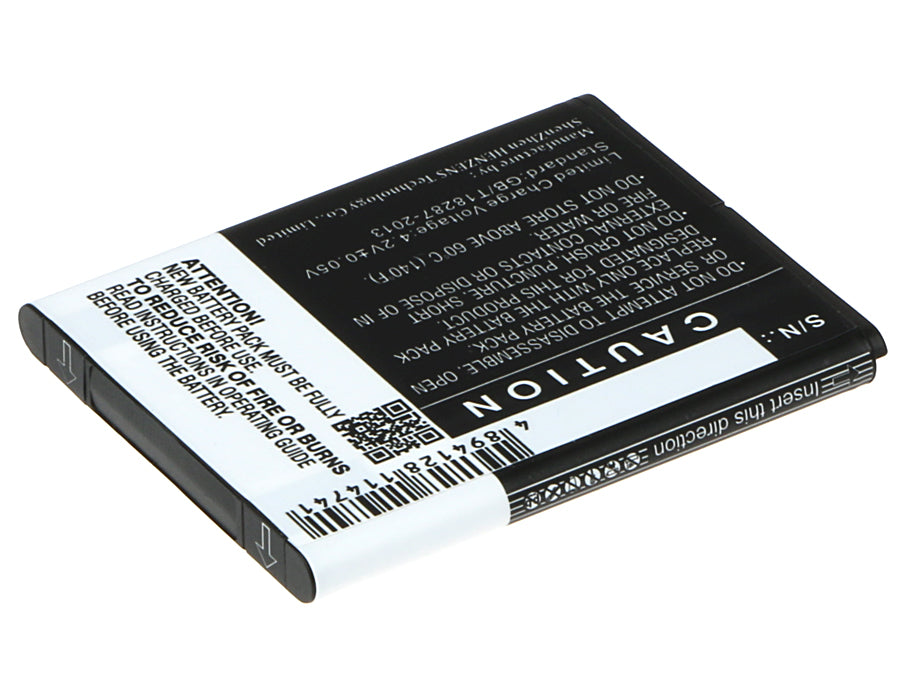 S/N.:
CAUTION
•DO NOT ATTEMPT TO DISASSEMBLE, OPEN
OR SERVICE THE BATTERY PACK.
•REPLACE ONLY WITH THE BATTERY PACK
DESIGNATED FOR THIS PRODUCT.
•DO NOT CRUSH, PUNCTURE, SHORT
EXTERNAL CONTACTS OR DISPOSE OF IN
FIRE OR WATER.
•DO NOT STORE ABOVE 60℃ (140℉).
Limited Charge Voltage:4.2V±0.05V
Standard:GB/T18287-2013
Manufacture by:
ShenZhen HENZENS Technology Co., Limited
ATTENTION!
NEW BATTERY PACK MUST BE FULLY
CHARGED BEFORE USE.
TO REDUCE RISK OF FIRE OR BURNS
READ INSTRUCTIONS IN OPERATING GUIDE
BEFORE USING THE BATTERY.
4894128114741
Insert this direction